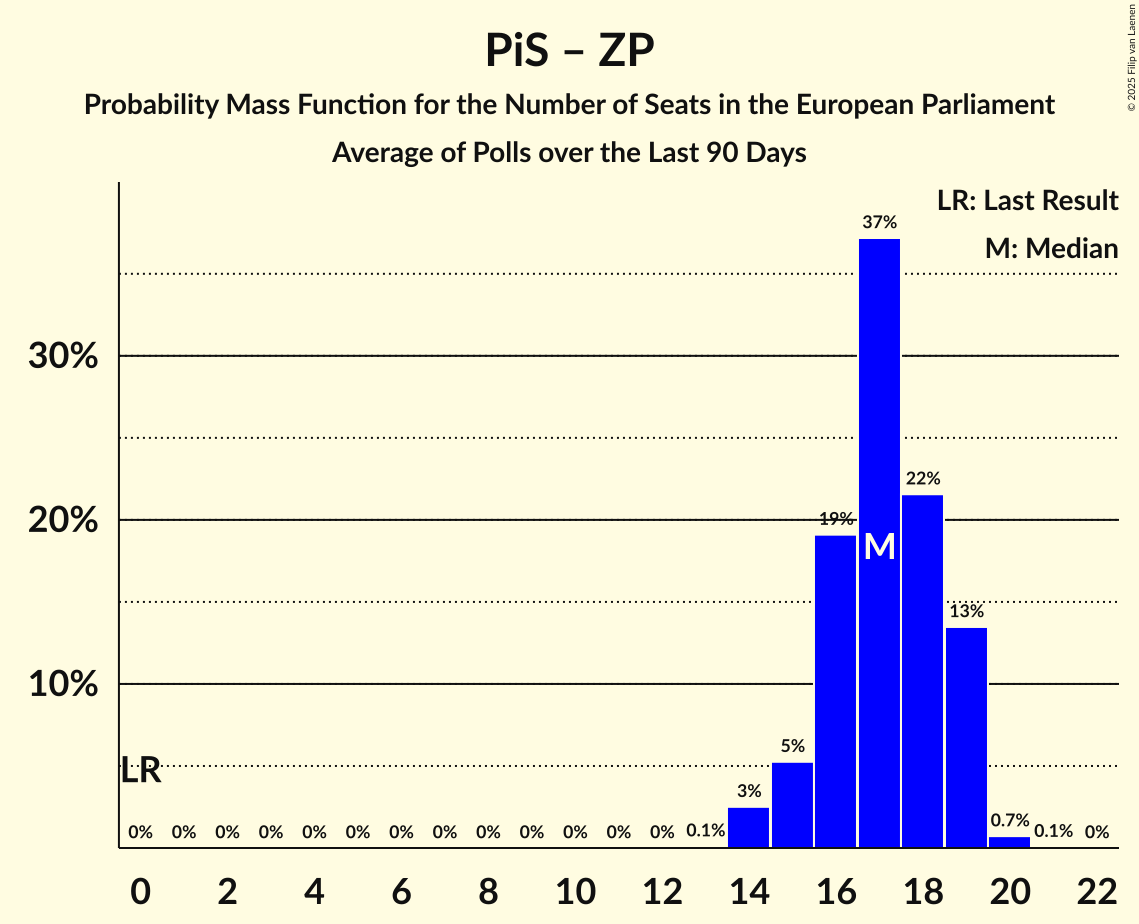 PiS – ZP
Probability Mass Function for the Number of Seats in the European Parliament
Average of Polls over the Last 90 Days
© 2025 Filip van Laenen
LR: Last Result
M: Median
37%
30%
22%
20%
19%
M
13%
10%
5%
LR
3%
0% 0% 0% 0% 0% 0% 0% 0% 0% 0% 0% 0% 0% 0.1% 0.7% 0.1% 0%
0 2 4 6 8 10 12 14 16 18 20 22